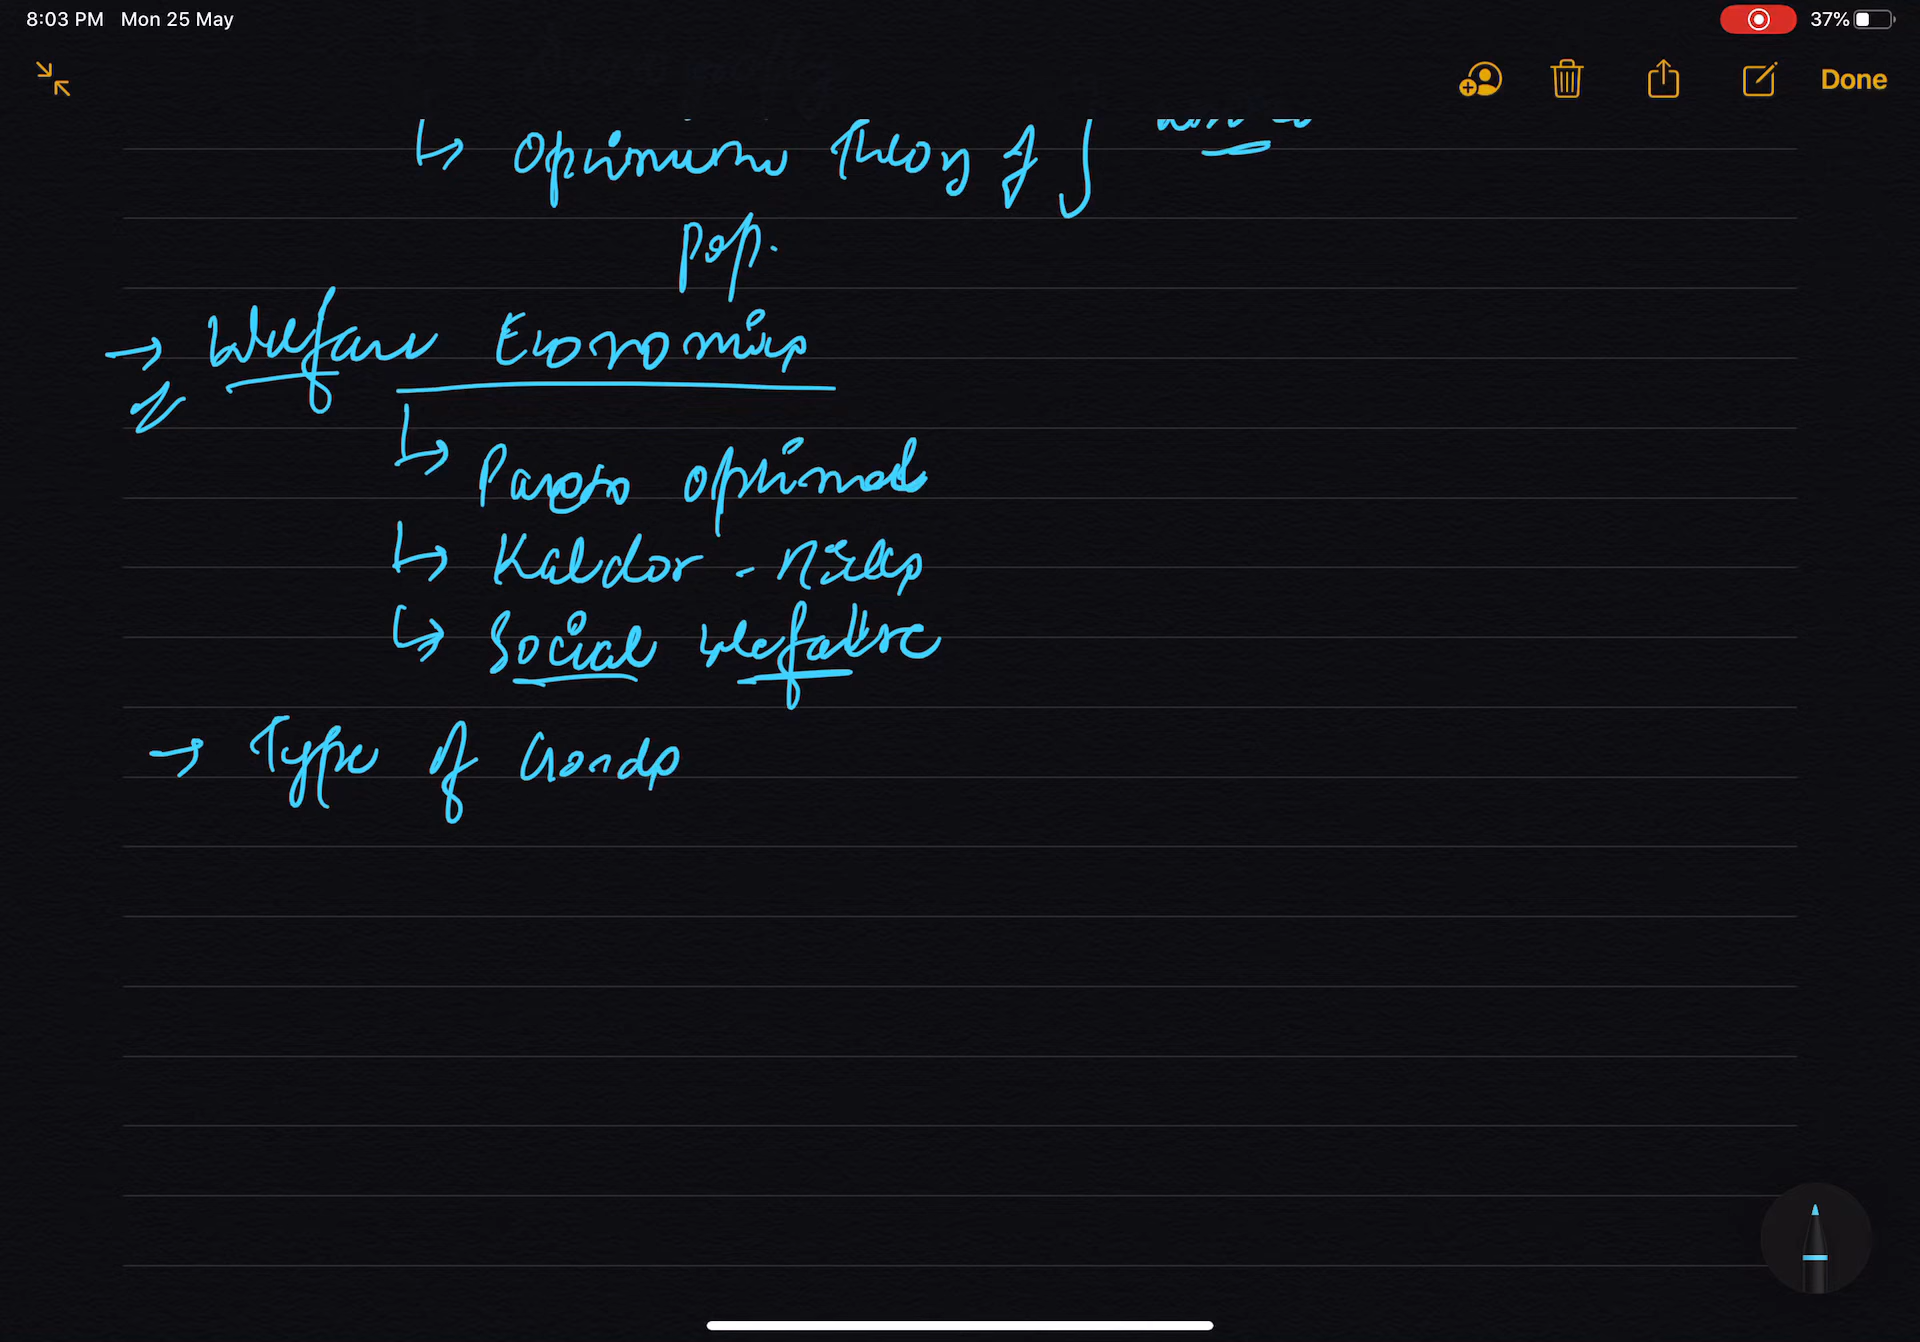 8:03 PM Mon 25 May 37%
Done
↳ Optimum Theory of
pop.
→ Welfare Economics
↳ Pareto optimal
↳ Kaldor - Hicks
↳ Social Welfare
→ Type of Goods